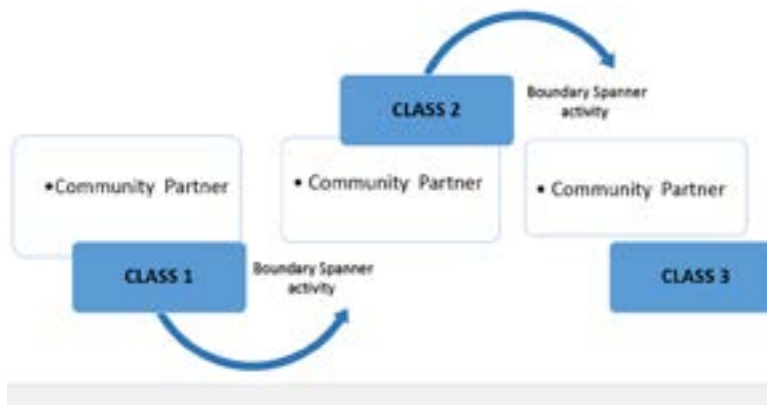 •Community Partner
CLASS 1
Boundary Spanner
activity
CLASS 2
• Community Partner
Boundary Spanner
activity
• Community Partner
CLASS 3